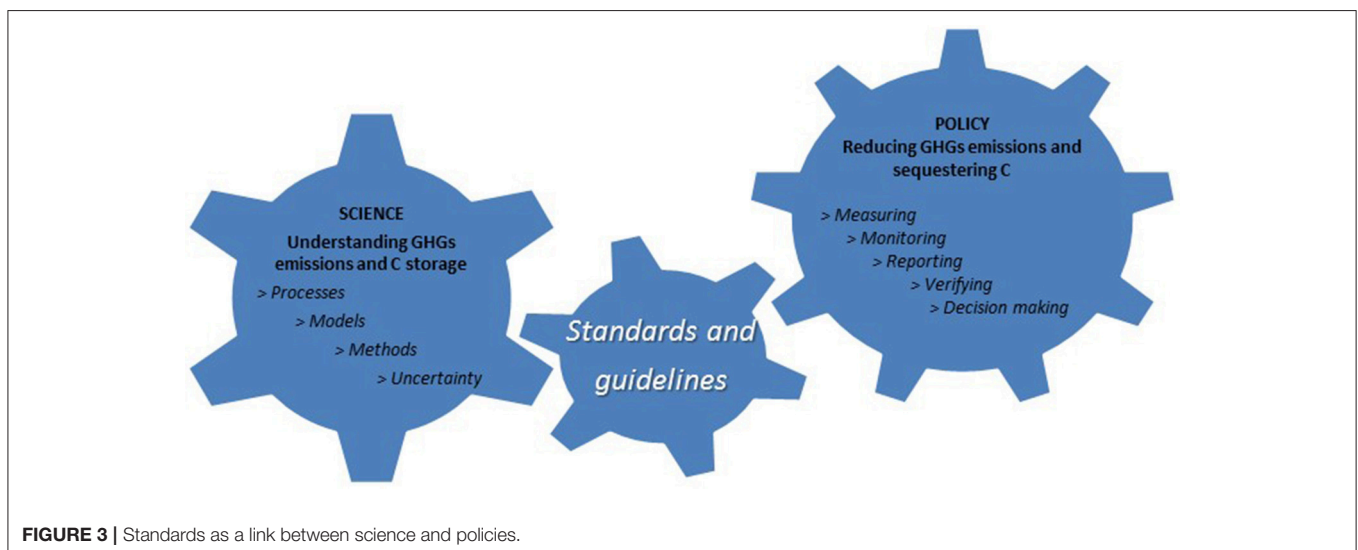 SCIENCE
Understanding GHGs
emissions and C storage
> Processes
> Models
> Methods
> Uncertainty
Standards and
guidelines
POLICY
Reducing GHGs emissions and
sequestering C
> Measuring
> Monitoring
> Reporting
> Verifying
> Decision making
FIGURE 3 | Standards as a link between science and policies.